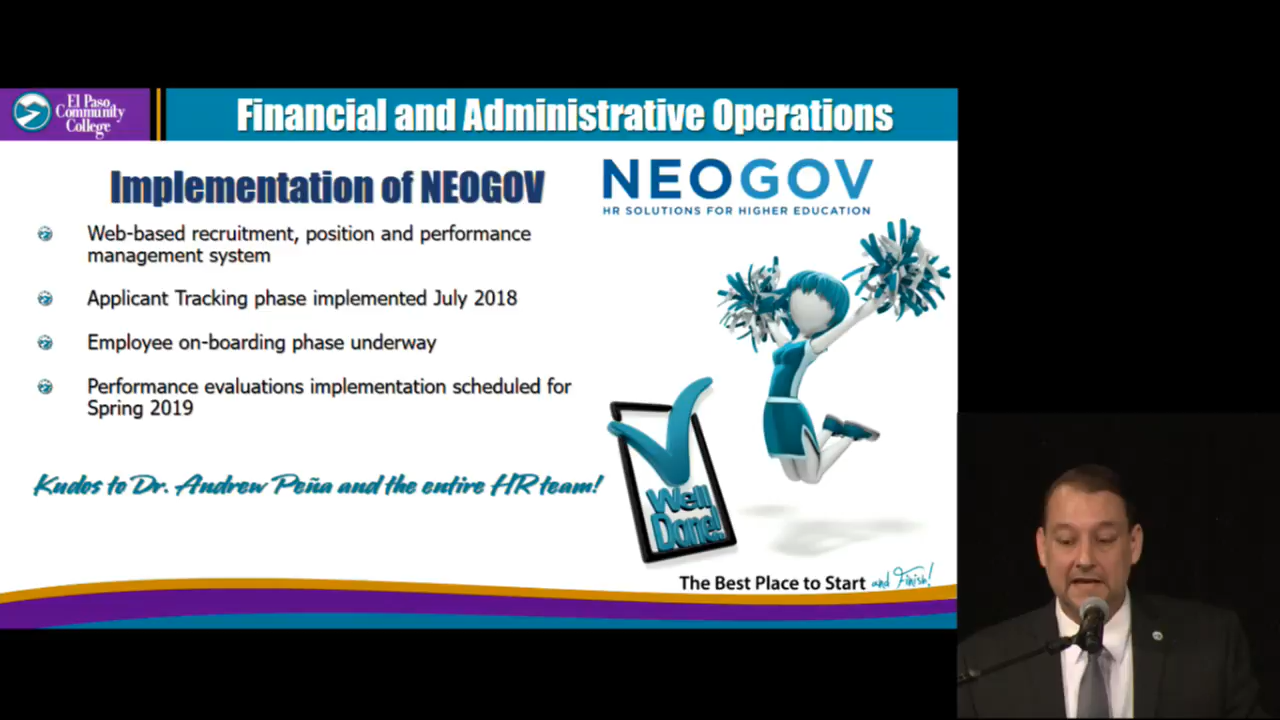 El Paso
Community
College
Financial and Administrative Operations
Implementation of NEOGOV
NEOGOV
HR SOLUTIONS FOR HIGHER EDUCATION
Web-based recruitment, position and performance
management system
Applicant Tracking phase implemented July 2018
Employee on-boarding phase underway
Performance evaluations implementation scheduled for
Spring 2019
Kudos to Dr. Andrew Peña and the entire HR team!
Well
Done!
The Best Place to Start and Finish!